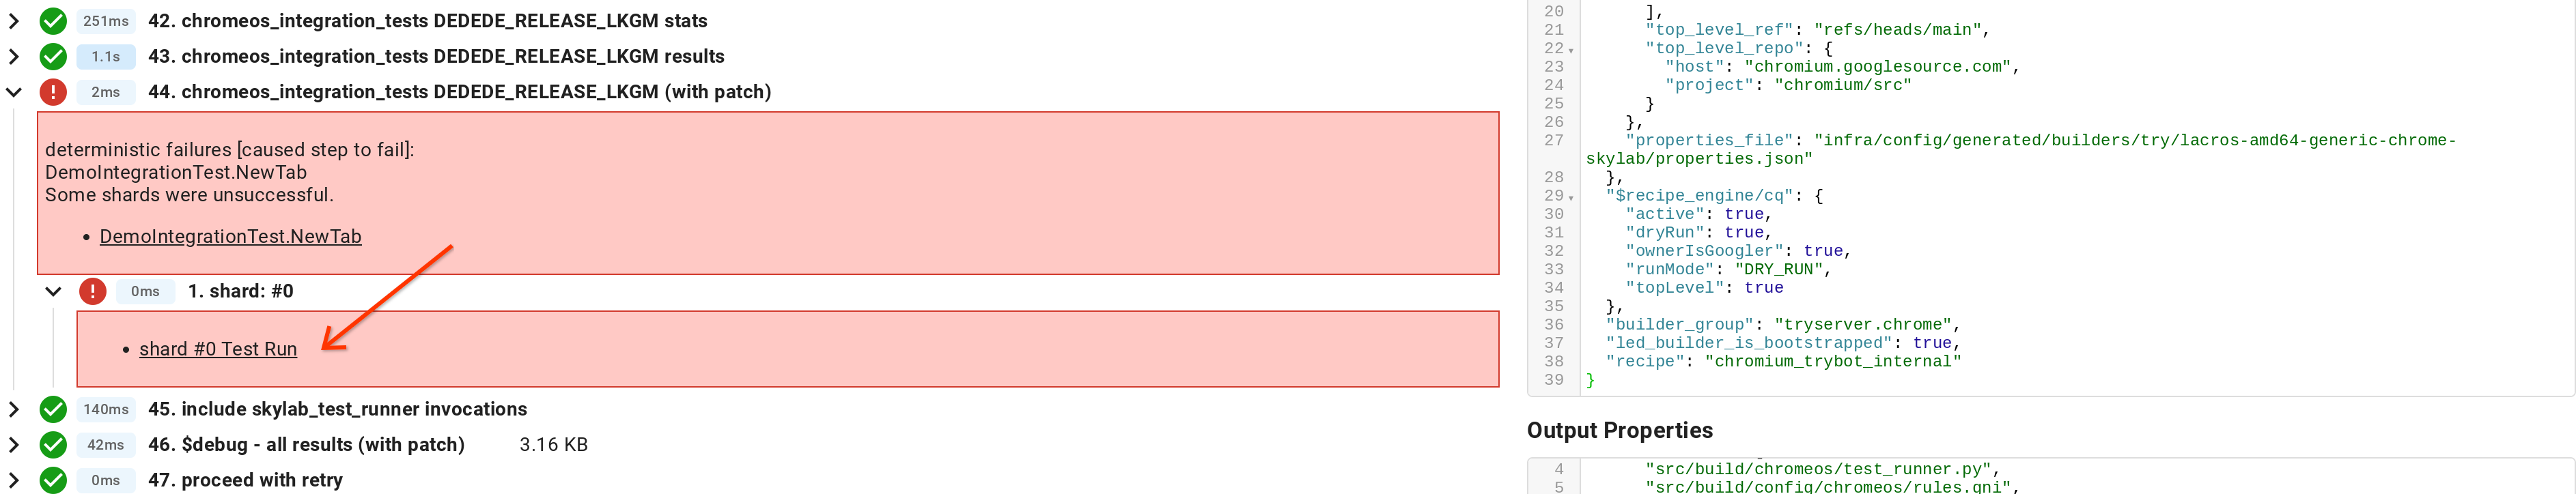 251ms 42. chromeos_integration_tests DEDEDE_RELEASE_LKGM stats
1.1s 43. chromeos_integration_tests DEDEDE_RELEASE_LKGM results
2ms 44. chromeos_integration_tests DEDEDE_RELEASE_LKGM (with patch)
deterministic failures [caused step to fail]:
DemoIntegrationTest.NewTab
Some shards were unsuccessful.
• DemoIntegrationTest.NewTab
0ms 1. shard: #0
• shard #0 Test Run
140ms 45. include skylab_test_runner invocations
42ms 46. $debug - all results (with patch) 3.16 KB
0ms 47. proceed with retry
20 ],
21 "top_level_ref": "refs/heads/main",
22 "top_level_repo": {
23 "host": "chromium.googlesource.com",
24 "project": "chromium/src"
25 }
26 },
27 "properties_file": "infra/config/generated/builders/try/lacros-amd64-generic-chrome-
skylab/properties.json"
28 },
29 "$recipe_engine/cq": {
30 "active": true,
31 "dryRun": true,
32 "ownerIsGoogler": true,
33 "runMode": "DRY_RUN",
34 "topLevel": true
35 },
36 "builder_group": "tryserver.chrome",
37 "led_builder_is_bootstrapped": true,
38 "recipe": "chromium_trybot_internal"
39 }
Output Properties
4 "src/build/chromeos/test_runner.py",
5 "src/build/config/chromeos/rules.gni",